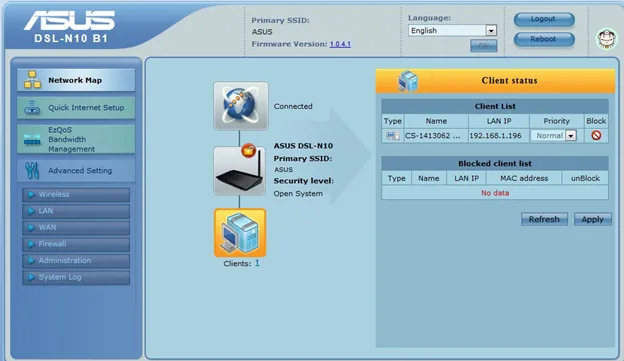 ASUS
DSL-N10 B1
Primary SSID:
ASUS
Firmware Version: 1.0.4.1
Language:
English
Logout
Reboot
Network Map
Quick Internet Setup
EzQoS
Bandwidth
Management
Advanced Setting
Wireless
LAN
WAN
Firewall
Administration
System Log
Connected
ASUS DSL-N10
Primary SSID:
ASUS
Security level:
Open System
Clients: 1
Client status
Client List
Type Name LAN IP Priority Block
CS-1413062 ... 192.168.1.196 Normal
Blocked client list
Type Name LAN IP MAC address unBlock
No data
Refresh Apply